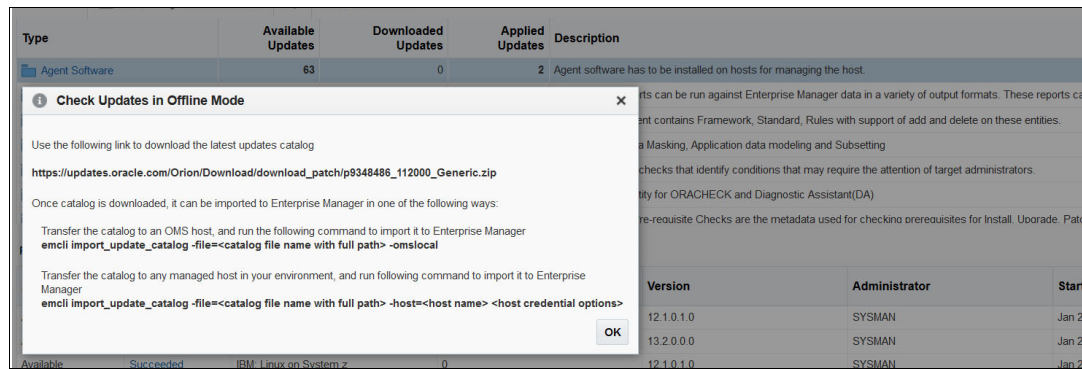 Type Available Updates Downloaded Updates Applied Updates Description
Agent Software 63 0 2 Agent software has to be installed on hosts for managing the host.
Check Updates in Offline Mode
rts can be run against Enterprise Manager data in a variety of output formats. These reports ca
ent contains Framework, Standard, Rules with support of add and delete on these entities.
Use the following link to download the latest updates catalog
a Masking, Application data modeling and Subsetting
https://updates.oracle.com/Orion/Download/download_patch/p9348486_112000_Generic.zip
checks that identify conditions that may require the attention of target administrators.
tity for ORACHECK and Diagnostic Assistant(DA)
Once catalog is downloaded, it can be imported to Enterprise Manager in one of the following ways:
re-requisite Checks are the metadata used for checking prerequisites for Install, Upgrade, Patc
Transfer the catalog to an OMS host, and run the following command to import it to Enterprise Manager
emcli import_update_catalog -file=<catalog file name with full path> -omslocal
Transfer the catalog to any managed host in your environment, and run following command to import it to Enterprise
Manager
emcli import_update_catalog -file=<catalog file name with full path> -host=<host name> <host credential options>
OK
Version Administrator Star
12.1.0.1.0 SYSMAN Jan 2
13.2.0.0.0 SYSMAN Jan 2
Available Succeeded IBM: Linux on System z 0 12.1.0.1.0 SYSMAN Jan 2